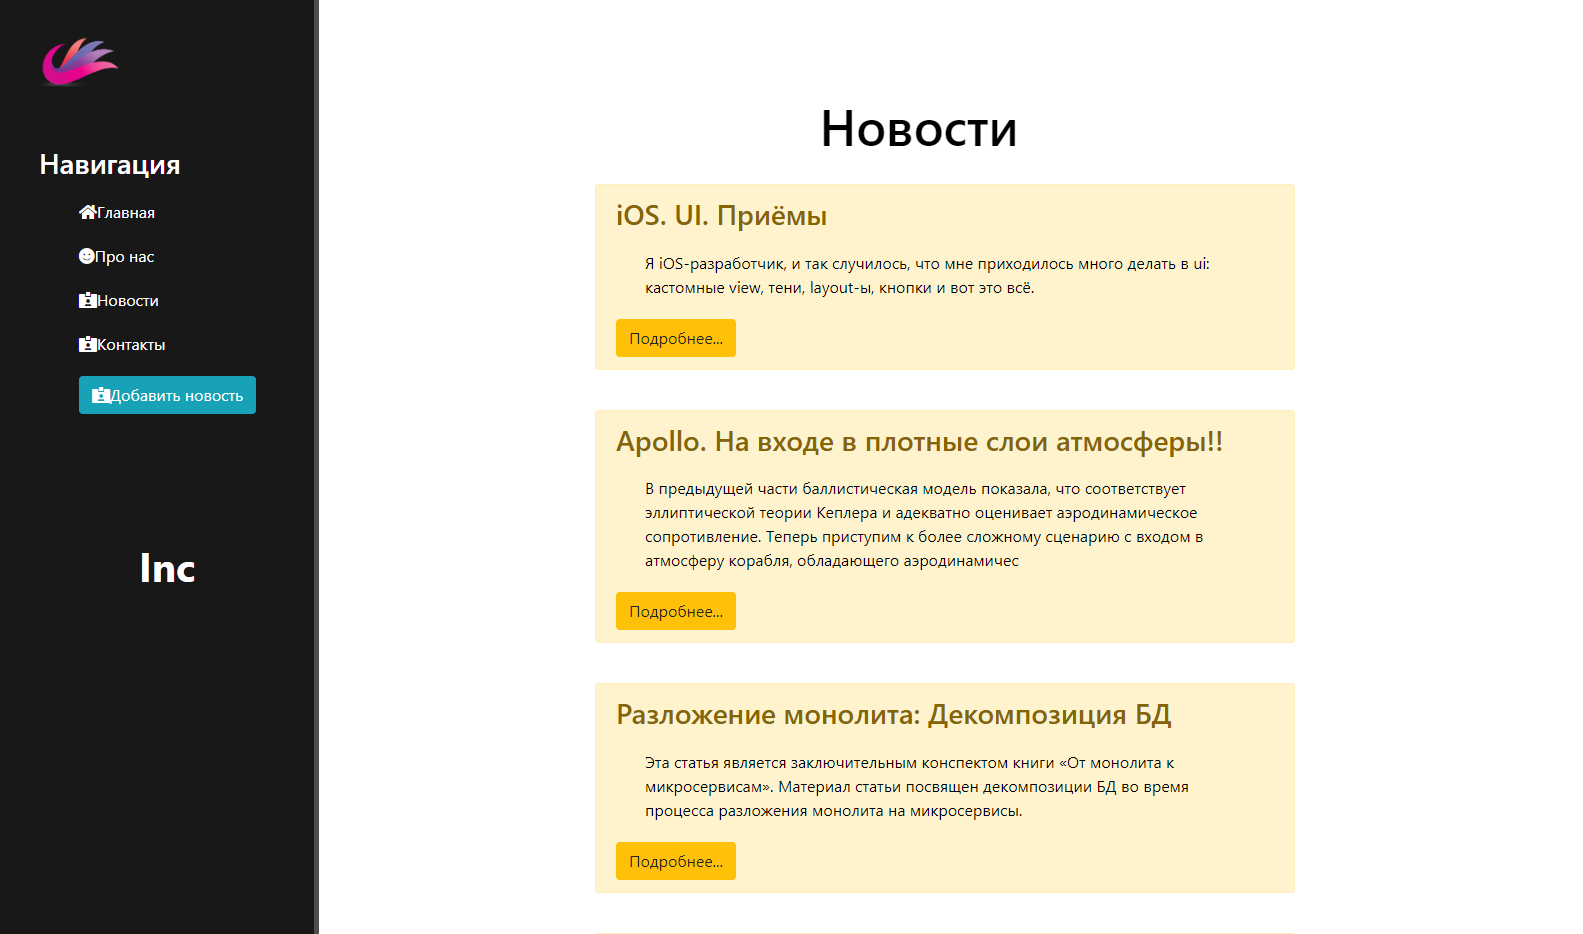 Навигация
Главная
Про нас
Новости
Контакты
Добавить новость
Inc
Новости
iOS. UI. Приёмы
Я iOS-разработчик, и так случилось, что мне приходилось много делать в ui:
кастомные view, тени, layout-ы, кнопки и вот это всё.
Подробнее...
Apollo. На входе в плотные слои атмосферы!!
В предыдущей части баллистическая модель показала, что соответствует
эллиптической теории Кеплера и адекватно оценивает аэродинамическое
сопротивление. Теперь приступим к более сложному сценарию с входом в
атмосферу корабля, обладающего аэродинамичес
Подробнее...
Разложение монолита: Декомпозиция БД
Эта статья является заключительным конспектом книги «От монолита к
микросервисам». Материал статьи посвящен декомпозиции БД во время
процесса разложения монолита на микросервисы.
Подробнее...